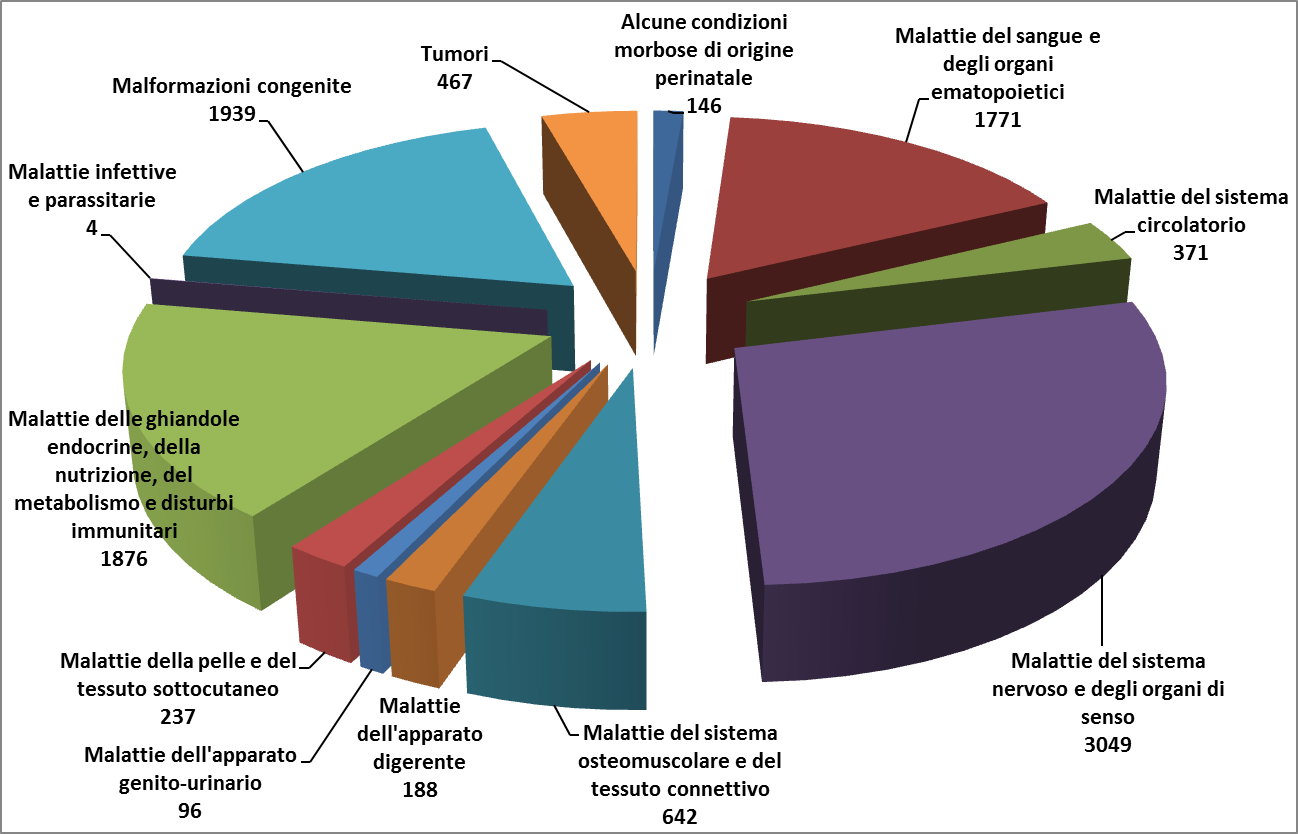 Alcune condizioni
morbose di origine
perinatale
146
Malattie del sangue e
degli organi
ematopoietici
1771
Malattie del sistema
circolatorio
371
Malattie del sistema
nervoso e degli organi di
senso
3049
Malattie del sistema
osteomuscolare e del
tessuto connettivo
642
Malattie
dell'apparato
digerente
188
Malattie dell'apparato
genito-urinario
96
Malattie della pelle e del
tessuto sottocutaneo
237
Malattie delle ghiandole
endocrine, della
nutrizione, del
metabolismo e disturbi
immunitari
1876
Malattie infettive
e parassitarie
4
Malformazioni congenite
1939
Tumori
467